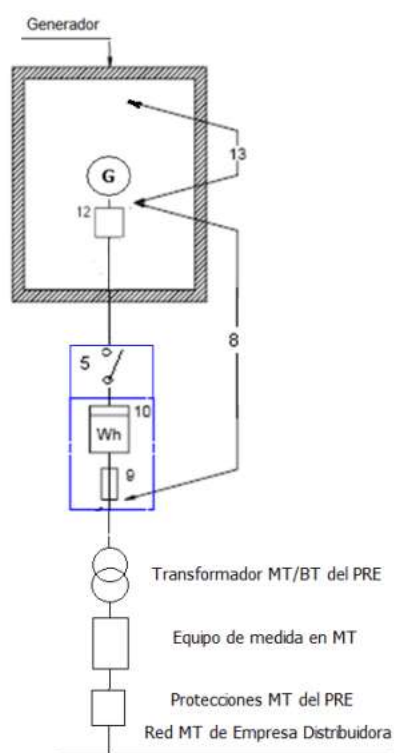 Generador
13
G
12
8
5
10
Wh
9
Transformador MT/BT del PRE
Equipo de medida en MT
Protecciones MT del PRE
Red MT de Empresa Distribuidora